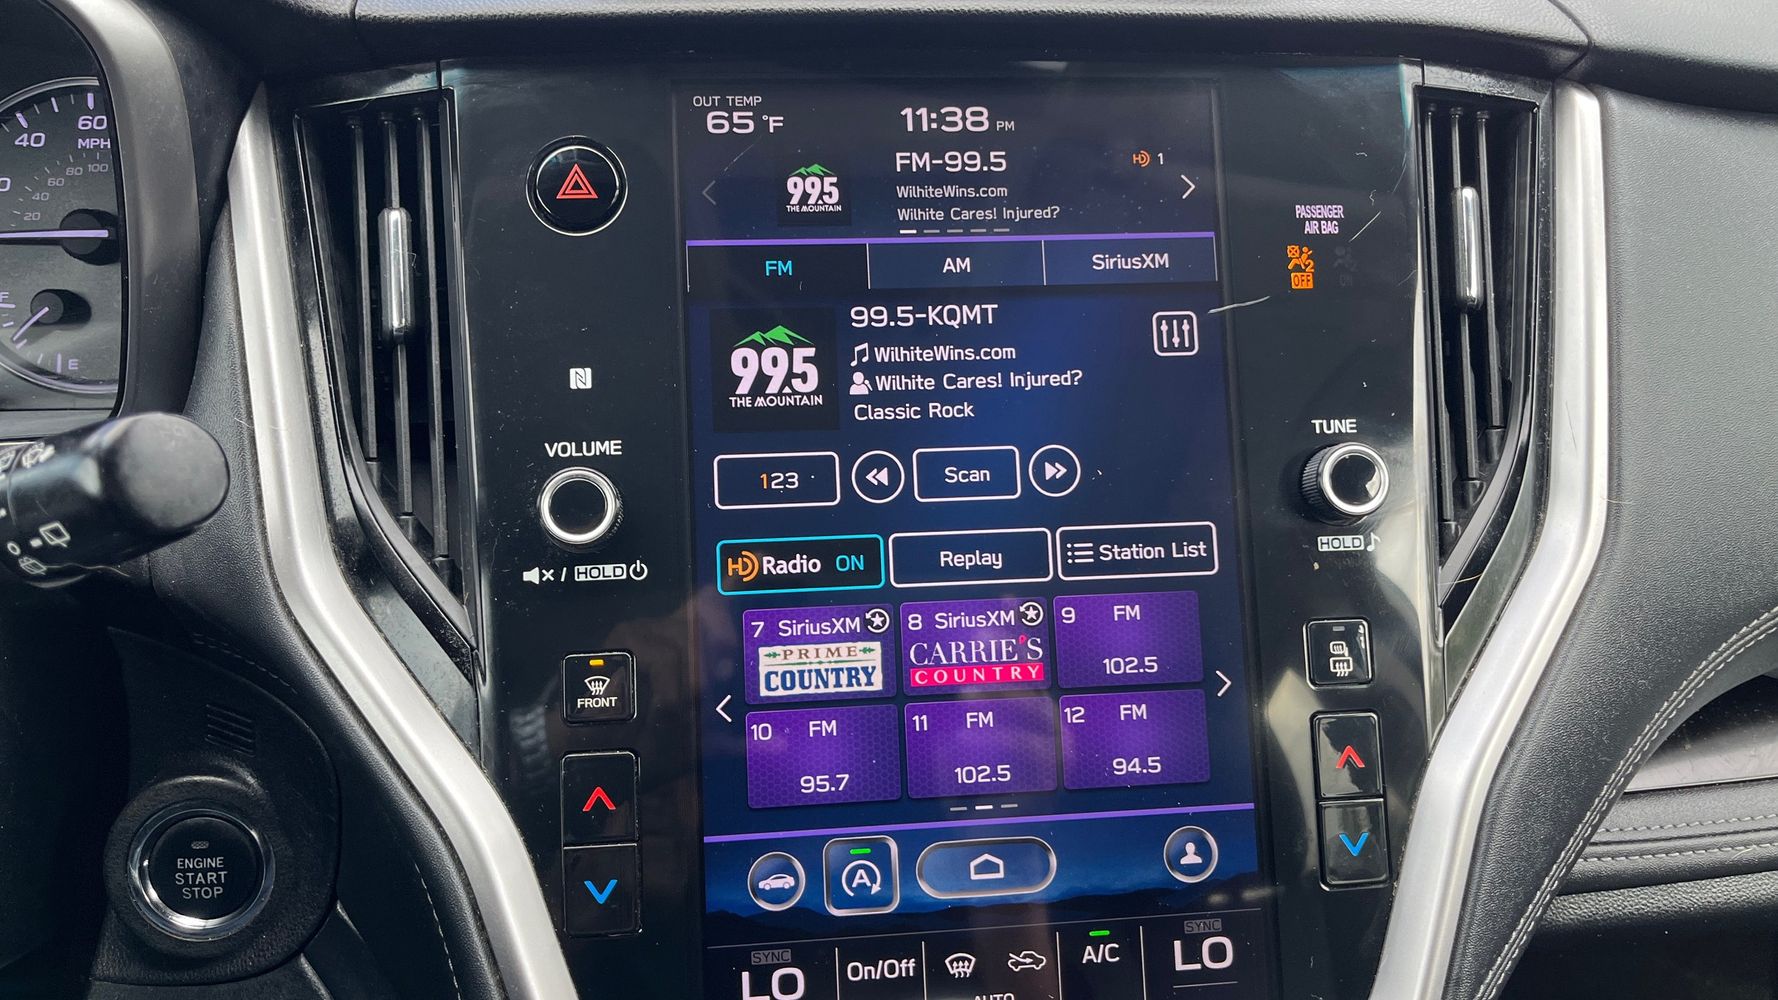 40
60
MPH
80
100
60
40
20
F
E
OUT TEMP
65 °F
11:38 PM
FM-99.5
HD 1
WilhiteWins.com
Wilhite Cares! Injured?
99.5
THE MOUNTAIN
FM
AM
SiriusXM
PASSENGER
AIR BAG
2
OFF
99.5-KQMT
WilhiteWins.com
Wilhite Cares! Injured?
Classic Rock
99.5
THE MOUNTAIN
N
VOLUME
TUNE
123
Scan
HOLD
/ HOLD
HD Radio ON
Replay
Station List
7 SiriusXM
PRIME
COUNTRY
8 SiriusXM
CARRIE'S
COUNTRY
9 FM
102.5
10 FM
95.7
11 FM
102.5
12 FM
94.5
FRONT
A
ENGINE
START
STOP
SYNC
LO
On/Off
AUTO
A/C
SYNC
LO